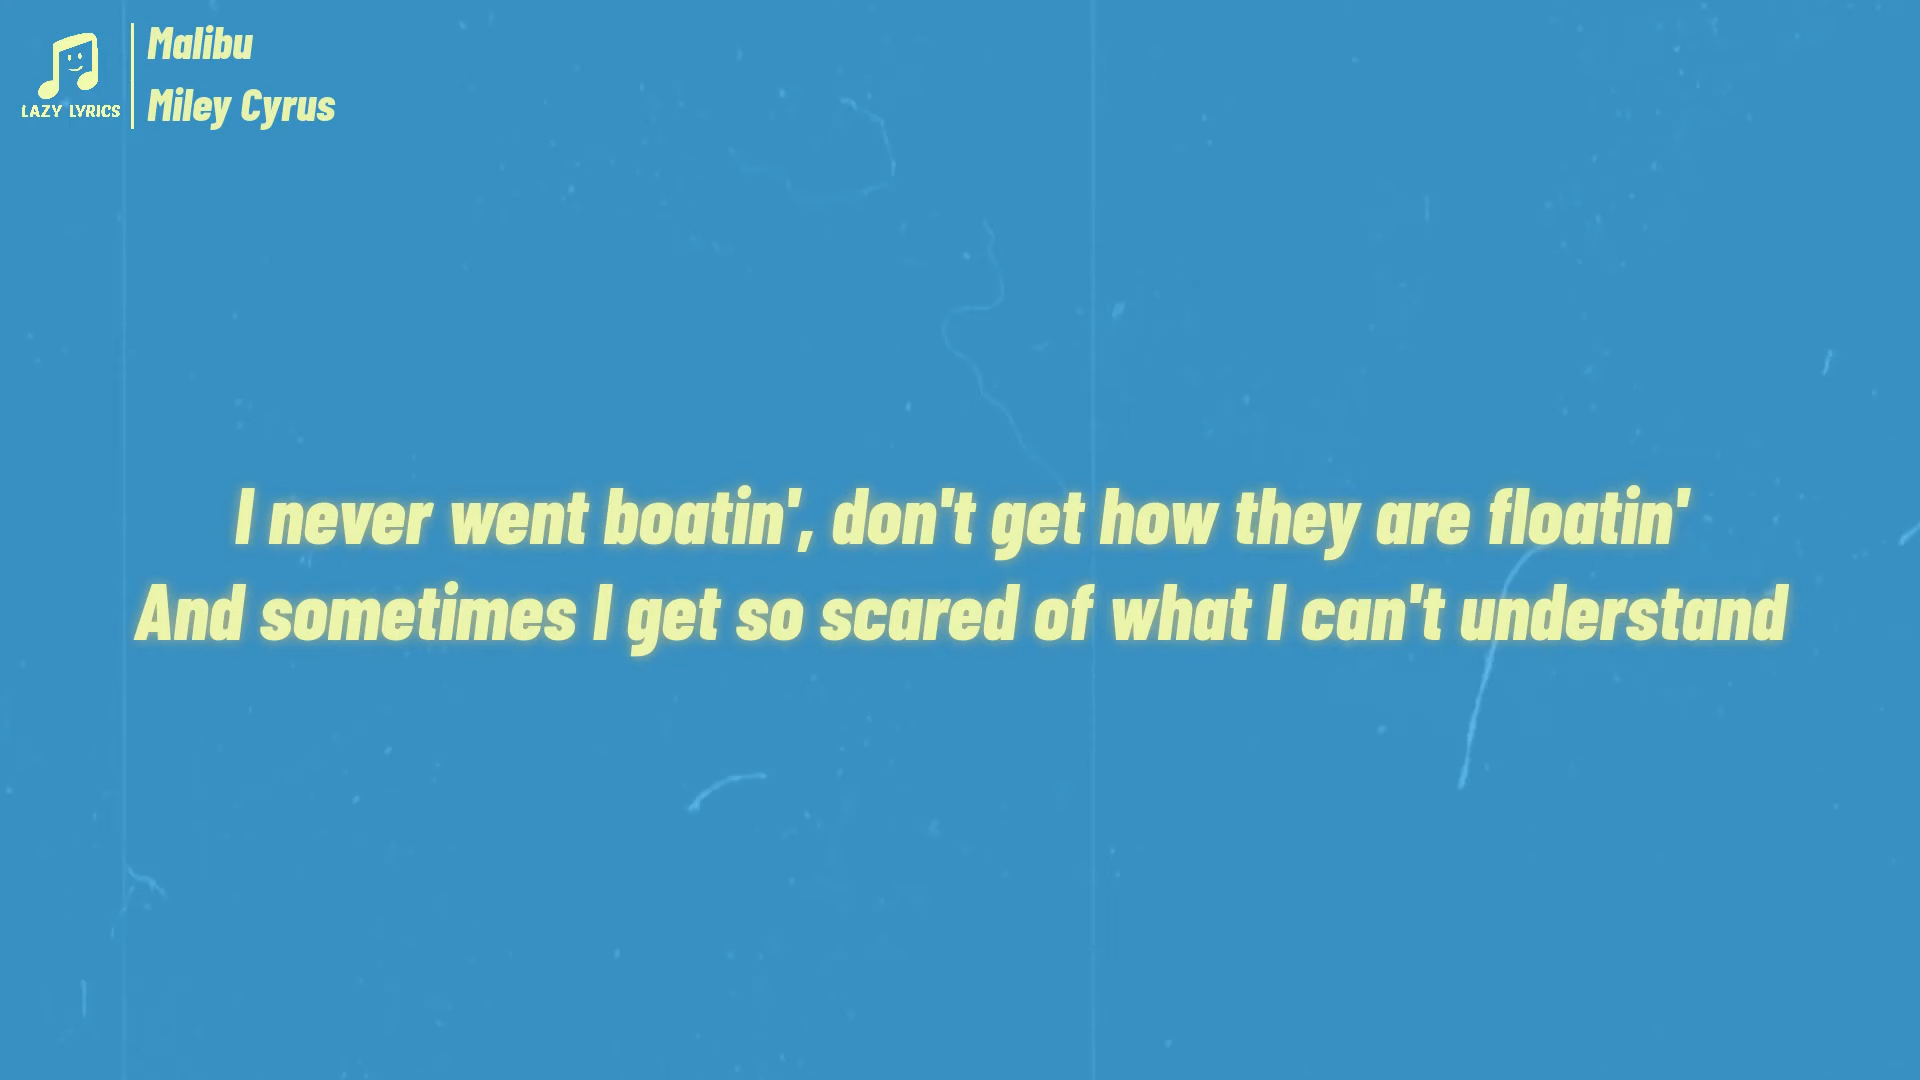 LAZY LYRICS
Malibu
Miley Cyrus
I never went boatin', don't get how they are floatin'
And sometimes I get so scared of what I can't understand